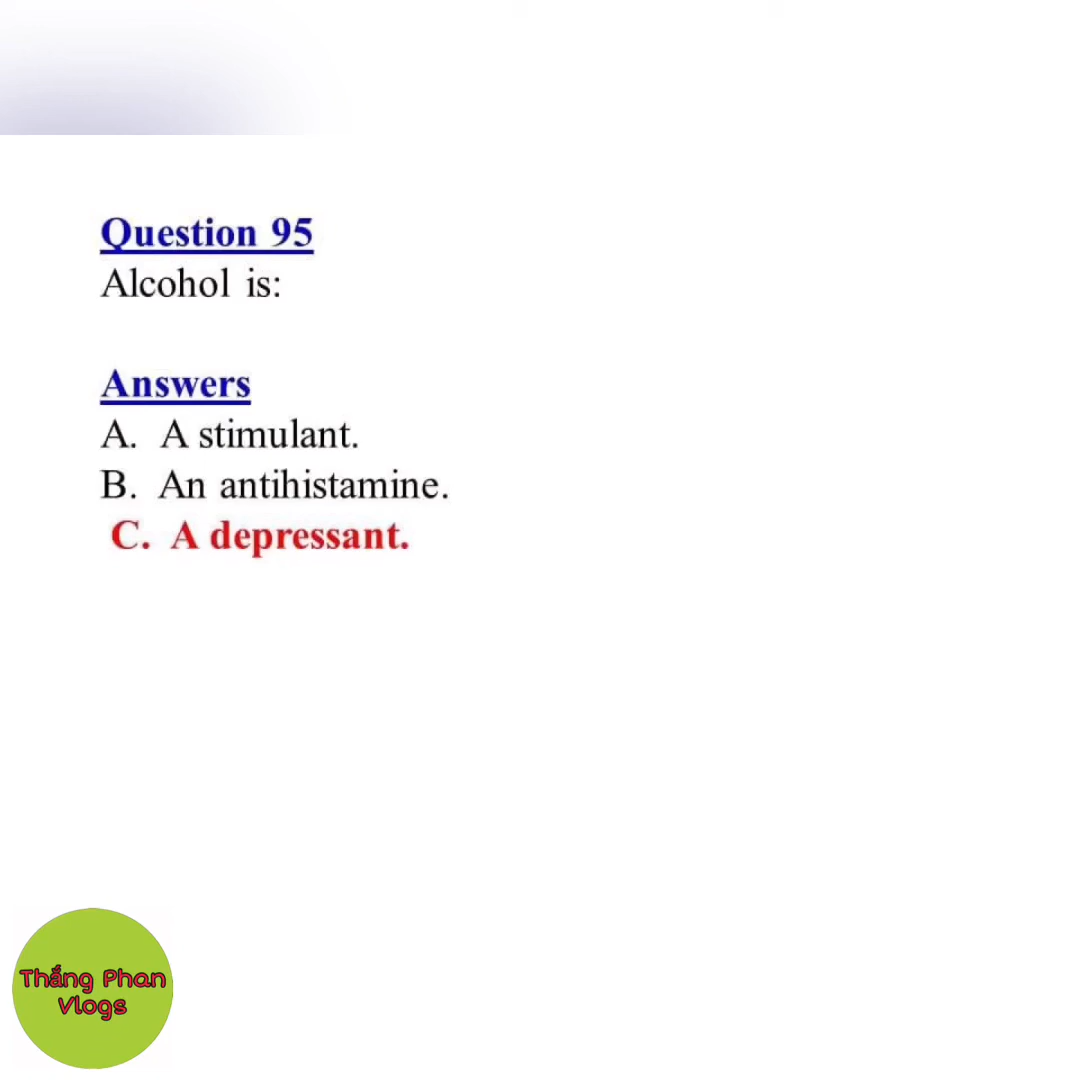 Question 95
Alcohol is:
Answers
A. A stimulant.
B. An antihistamine.
C. A depressant.
Thắng Phan
Vlogs